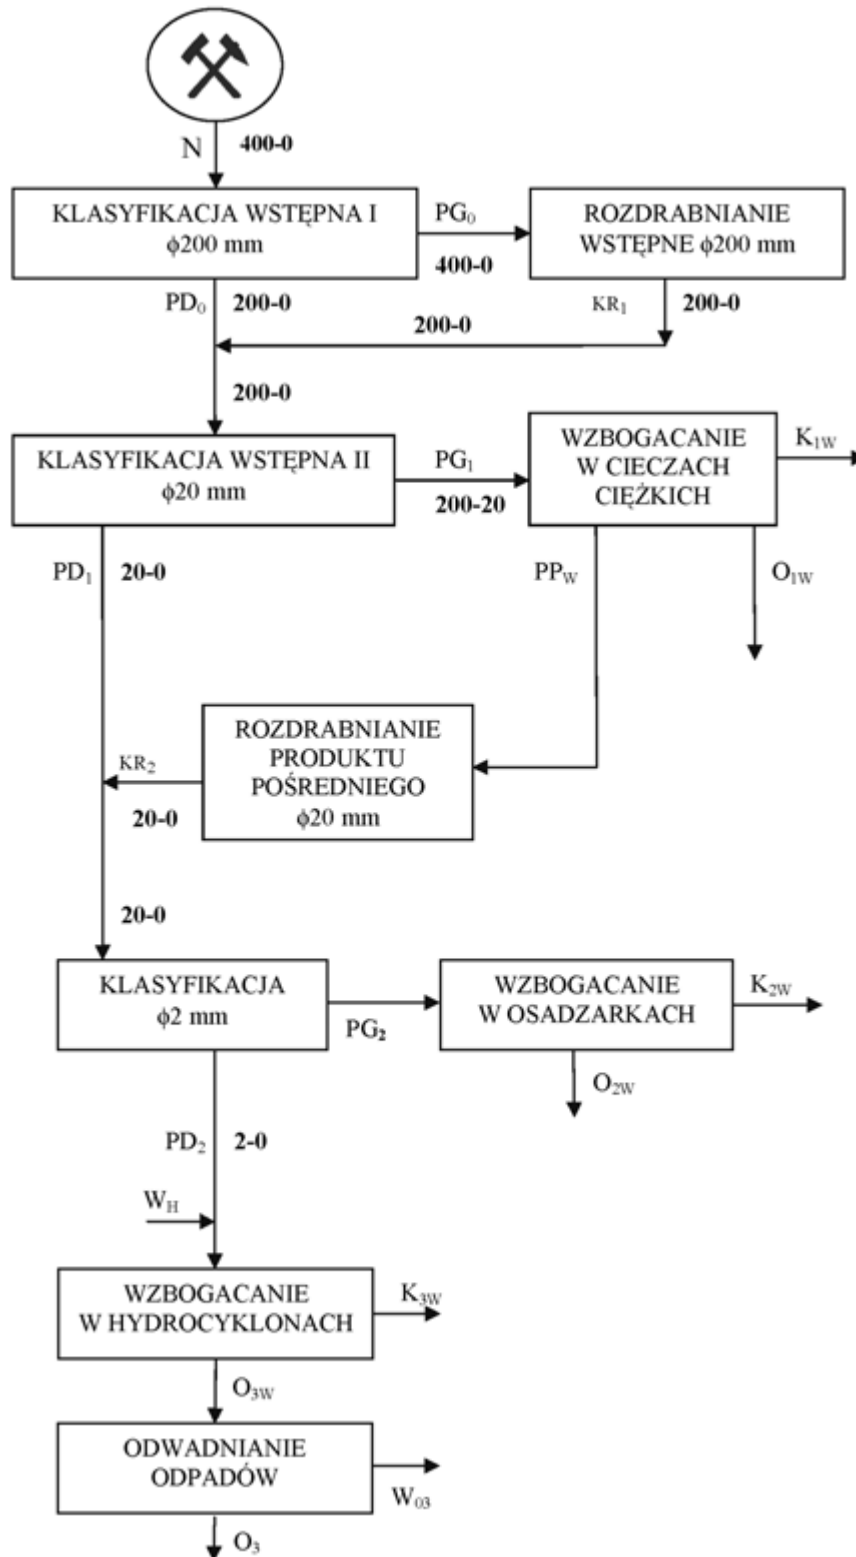 N
400-0
KLASYFIKACJA WSTĘPNA I
ϕ200 mm
PG₀
400-0
ROZDRABNIANIE
WSTĘPNE ϕ200 mm
PD₀
200-0
200-0
KR₁
200-0
200-0
KLASYFIKACJA WSTĘPNA II
ϕ20 mm
PG₁
200-20
WZBOGACANIE
W CIECZACH
CIĘŻKICH
K₁W
PD₁
20-0
PPW
O₁W
ROZDRABNIANIE
PRODUKTU
POŚREDNIEGO
ϕ20 mm
KR₂
20-0
20-0
KLASYFIKACJA
ϕ2 mm
PG₂
WZBOGACANIE
W OSADZARKACH
K₂W
O₂W
PD₂
2-0
WH
WZBOGACANIE
W HYDROCYKLONACH
K₃W
O₃W
ODWADNIANIE
ODPADÓW
W₀₃
O₃